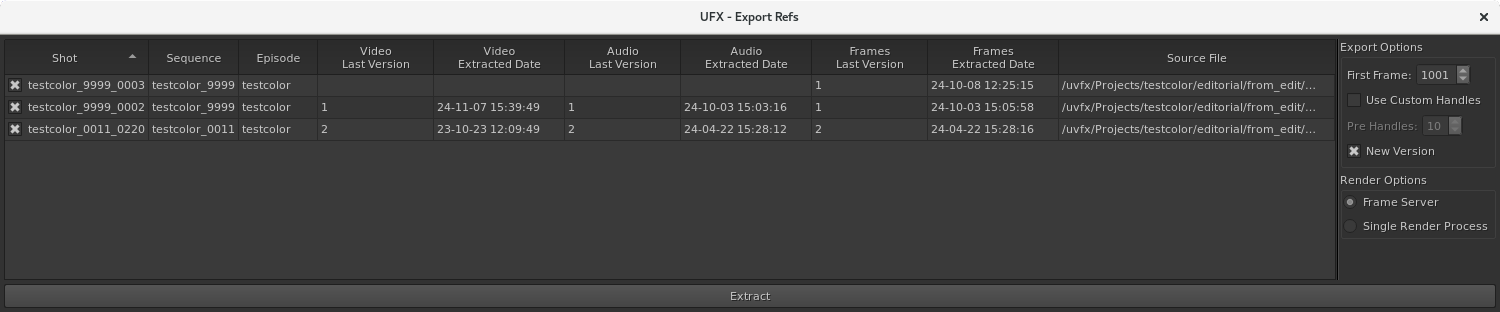 UFX - Export Refs
Shot Sequence Episode Video Last Version Video Extracted Date Audio Last Version Audio Extracted Date Frames Last Version Frames Extracted Date Source File
testcolor_9999_0003 testcolor_9999 testcolor 1 24-10-08 12:25:15 /uvfx/Projects/testcolor/editorial/from_edit/...
testcolor_9999_0002 testcolor_9999 testcolor 1 24-11-07 15:39:49 1 24-10-03 15:03:16 1 24-10-03 15:05:58 /uvfx/Projects/testcolor/editorial/from_edit/...
testcolor_0011_0220 testcolor_0011 testcolor 2 23-10-23 12:09:49 2 24-04-22 15:28:12 2 24-04-22 15:28:16 /uvfx/Projects/testcolor/editorial/from_edit/...
Export Options
First Frame: 1001
Use Custom Handles
Pre Handles: 10
New Version
Render Options
Frame Server
Single Render Process
Extract